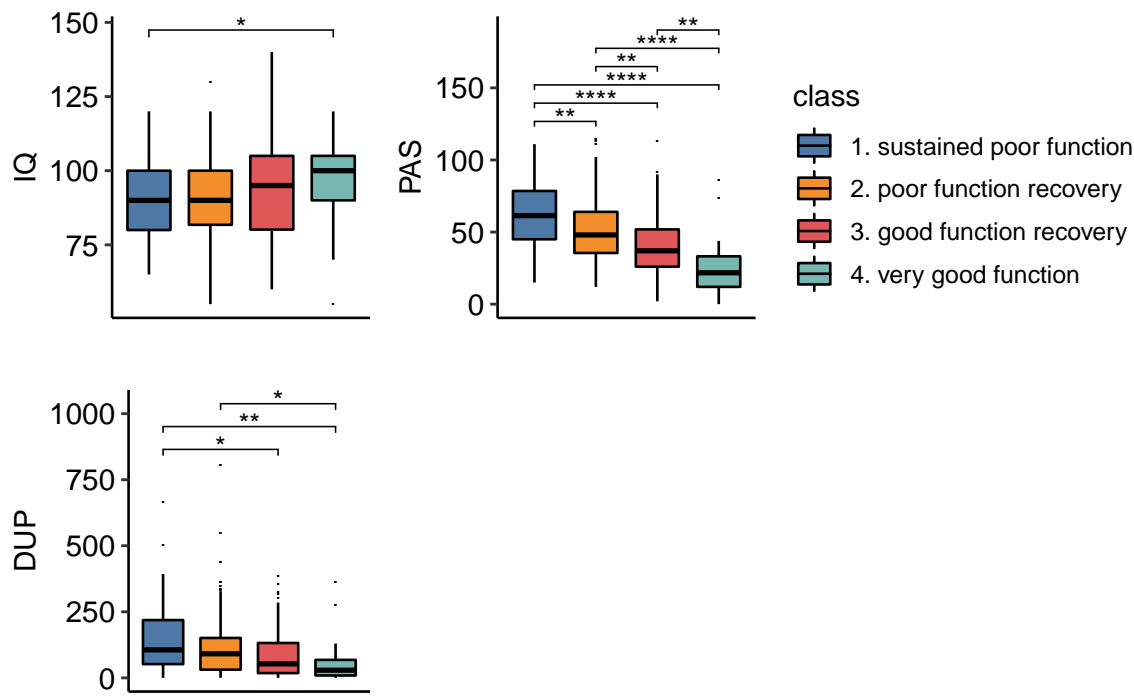 150
125
100
75
IQ
*
150
100
50
0
PAS
**
****
**
****
****
**
class
1. sustained poor function
2. poor function recovery
3. good function recovery
4. very good function
1000
750
500
250
0
DUP
*
**
*